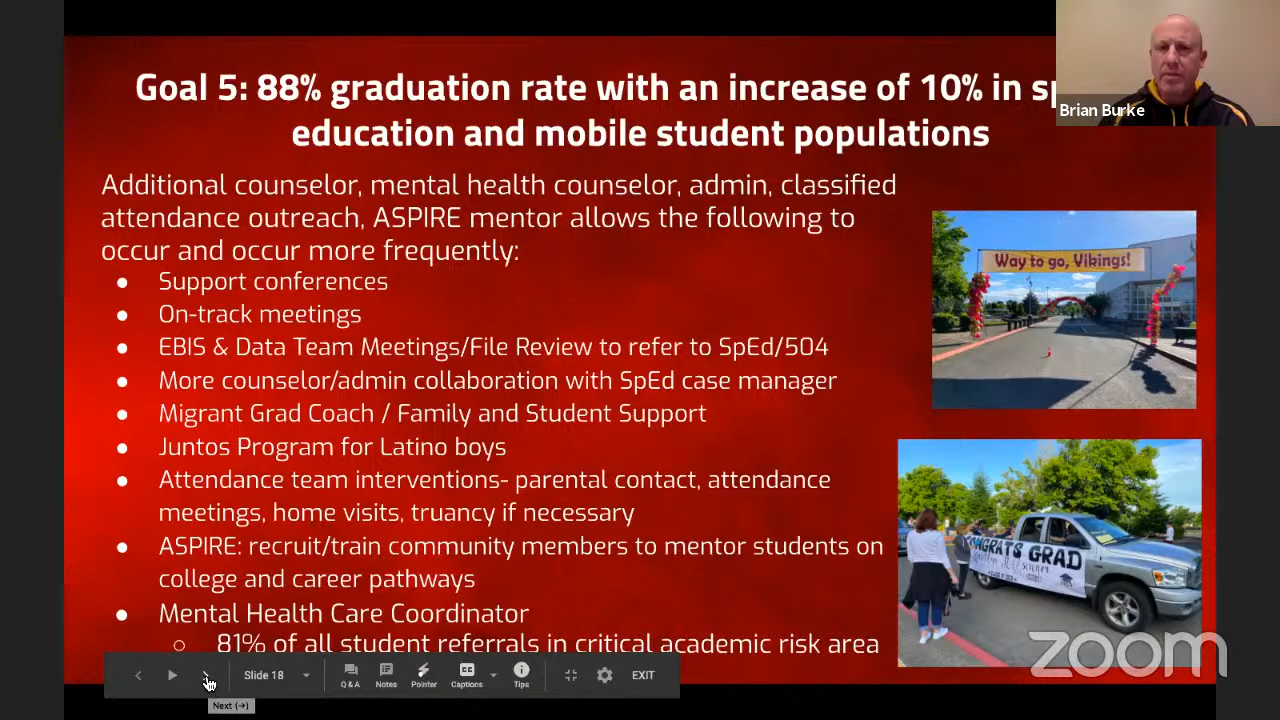 Goal 5: 88% graduation rate with an increase of 10% in sp
education and mobile student populations
Brian Burke
Additional counselor, mental health counselor, admin, classified
attendance outreach, ASPIRE mentor allows the following to
occur and occur more frequently:
● Support conferences
● On-track meetings
● EBIS & Data Team Meetings/File Review to refer to SpEd/504
● More counselor/admin collaboration with SpEd case manager
● Migrant Grad Coach / Family and Student Support
● Juntos Program for Latino boys
● Attendance team interventions- parental contact, attendance
meetings, home visits, truancy if necessary
● ASPIRE: recruit/train community members to mentor students on
college and career pathways
● Mental Health Care Coordinator
○ 81% of all student referrals in critical academic risk area
Way to go, Vikings!
CONGRATS GRAD
zoom
Slide 18
Q & A
Notes
Pointer
Captions
Tips
EXIT
Next (→)